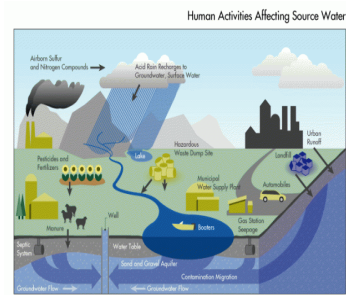 Human Activities Affecting Source Water
Airborn Sulfur
and Nitrogen Compounds
Acid Rain Recharges to
Groundwater, Surface Water
Urban
Runoff
Hazardous
Waste Dump Site
Landfill
Lake
Pesticides and
Fertilizers
Municipal
Water Supply Plant
Automobiles
Manure
Well
Boaters
Gas Station
Seepage
Septic
System
Water Table
Sand and Gravel Aquifer
Contamination Migration
Groundwater Flow
Groundwater Flow